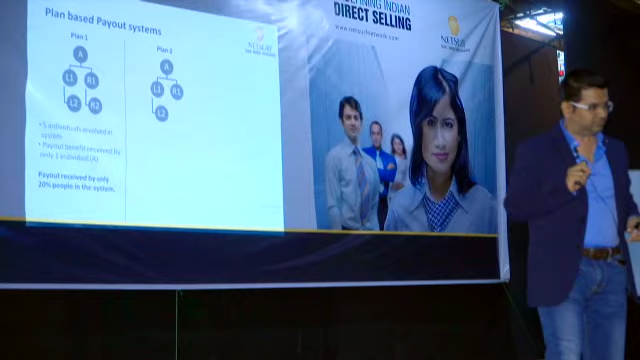 Plan based Payout systems
Plan 1
Plan 2
A
L1
R1
L2
R2
A
L1
R1
L2
• 5 individuals involved in
system
• Payout benefit received by
only 1 individual (A)
Payout received by only
20% people in the system.
NETSURF
INDIAN
DIRECT SELLING
www.netsurfnetwork.com
NETSURF